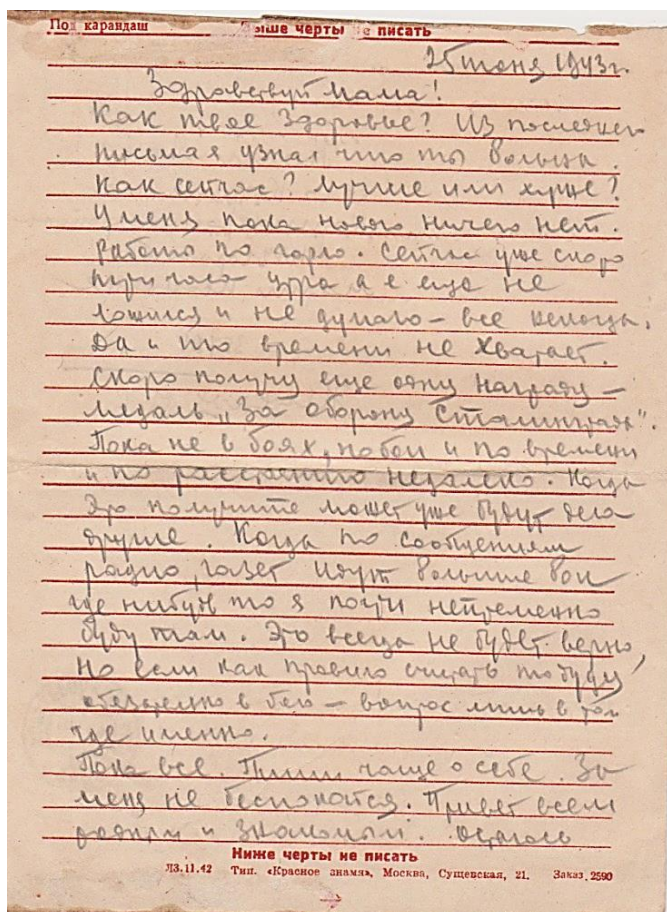 Под карандаш Выше черты не писать
25 июня 1943 г.
Здравствуй мама!
Как твое здоровье? Из последнего
письма я узнал что ты больна.
Как сейчас? Лучше или хуже?
У меня пока нового ничего нет.
Работы по горло. Сейчас уже скоро
часа утра а я еще не
ложился и не думаю – все некогда.
Да и то времени не хватает.
Скоро получу еще одну награду –
медаль „За оборону Сталинграда".
Пока не в боях, но бои и по времени
и по расстоянию недалеко. Когда
это получите может уже будут дела
другие. Когда по сообщениям
радио, газет идут большие бои
где нибудь то я почти непременно
буду там. Это всегда не будет верно,
но если как правило считать то буду
обязательно в бою – вопрос лишь в том
где именно.
Пока все. Пиши чаще о себе. За
меня не беспокойся. Привет всем
родным и знакомым. Остаюсь
Ниже черты не писать
Л3.11.42 Тип. «Красное знамя», Москва, Сущевская, 21. Заказ 2590